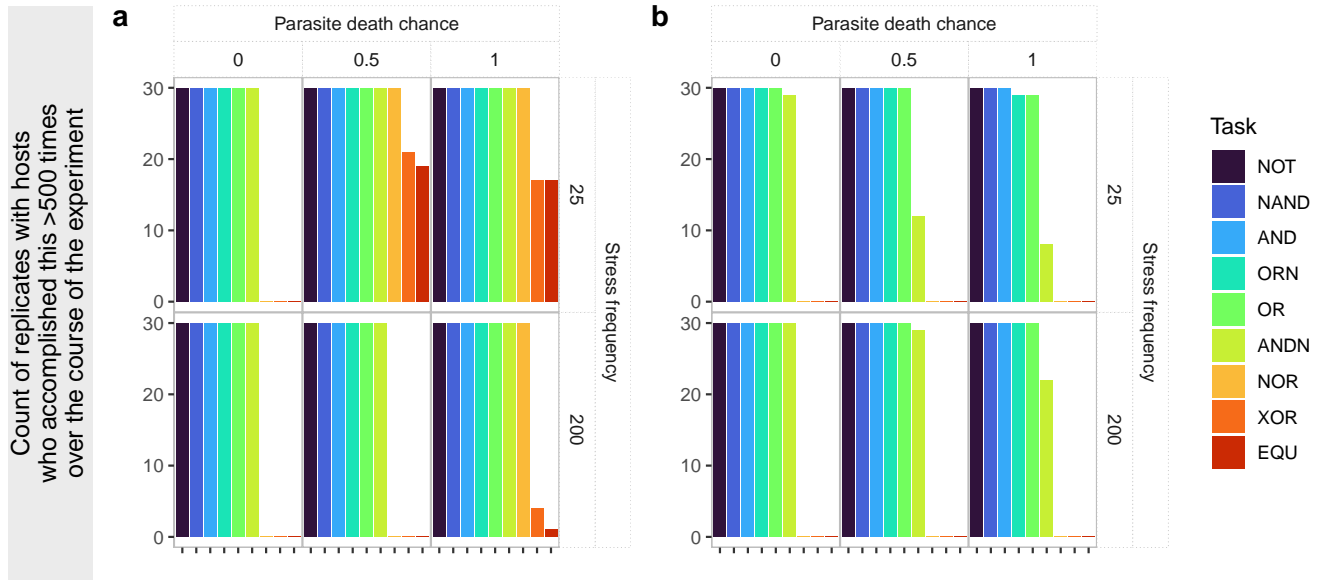 Count of replicates with hosts
who accomplished this >500 times
over the course of the experiment
a
Parasite death chance
0
0.5
1
30
20
10
0
25
30
20
10
0
200
Stress frequency
b
Parasite death chance
0
0.5
1
30
20
10
0
25
30
20
10
0
200
Stress frequency
Task
NOT
NAND
AND
ORN
OR
ANDN
NOR
XOR
EQU